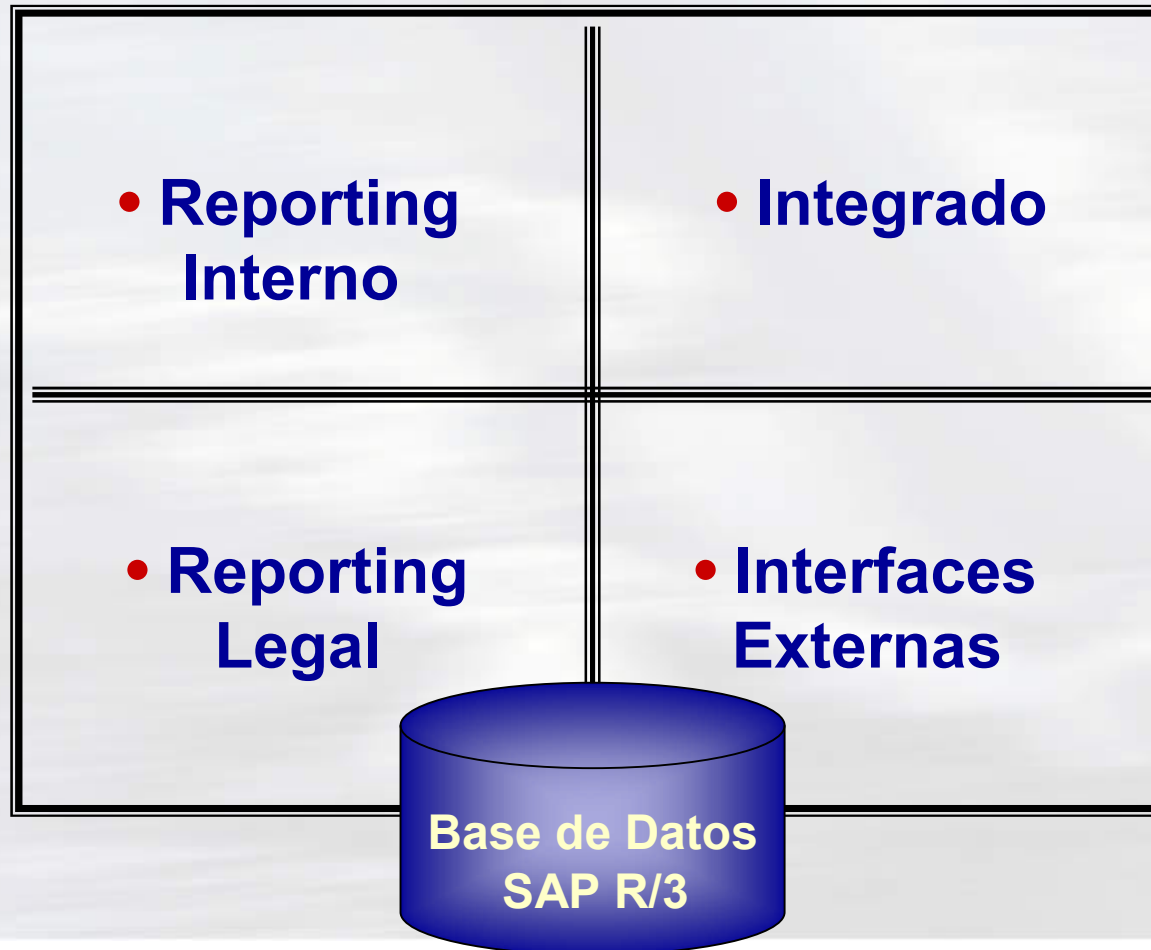 • Reporting
Interno
• Integrado
• Reporting
Legal
• Interfaces
Externas
Base de Datos
SAP R/3